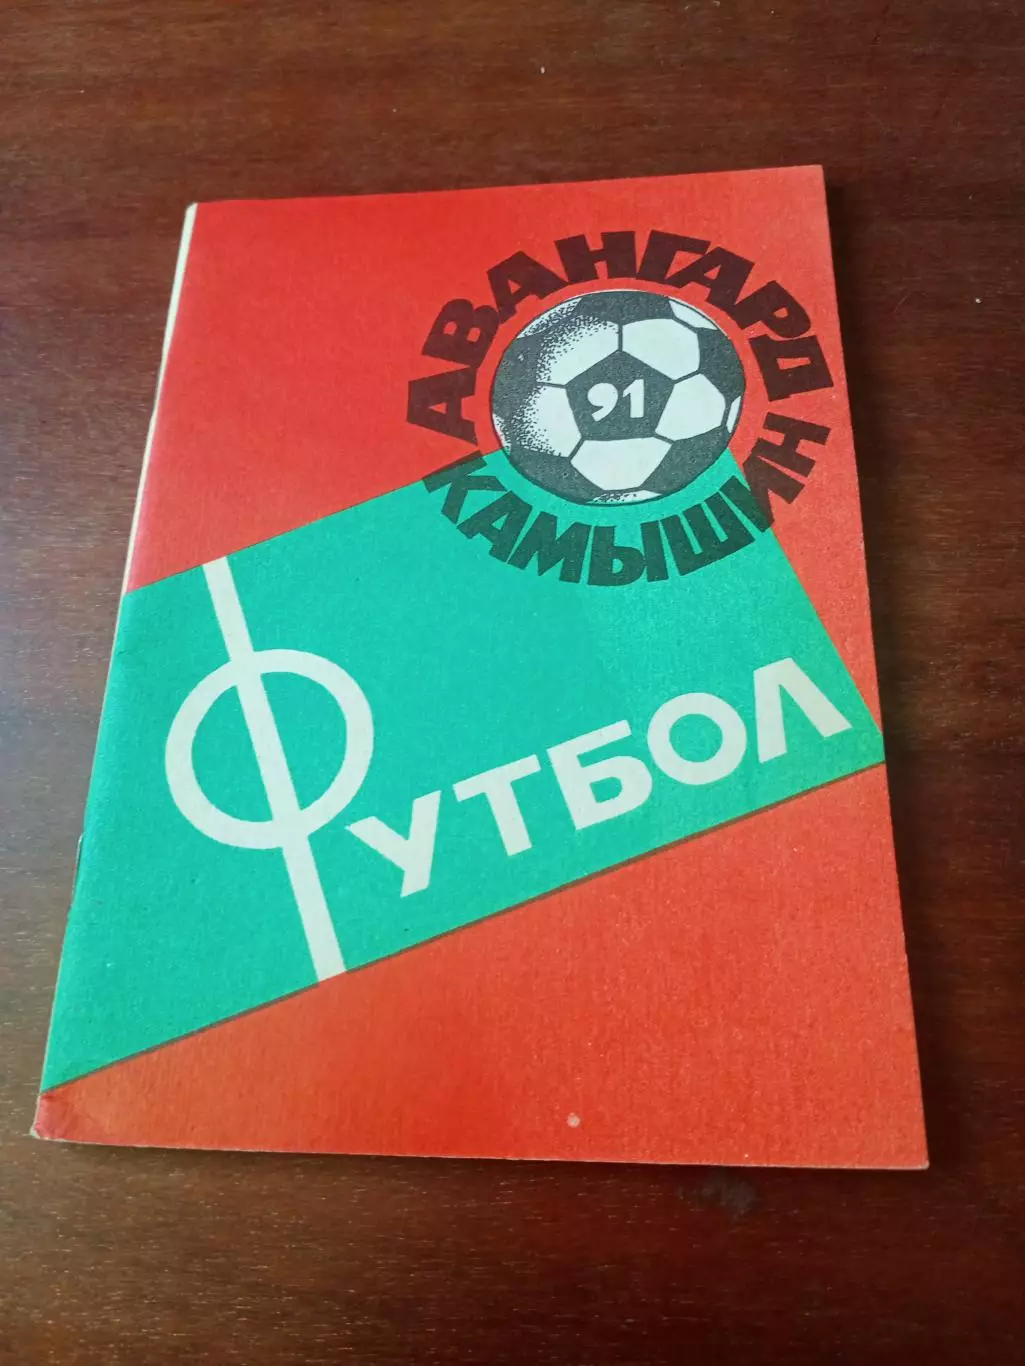 АВАНГАРД
91
КАМЫШИН
ФУТБОЛ